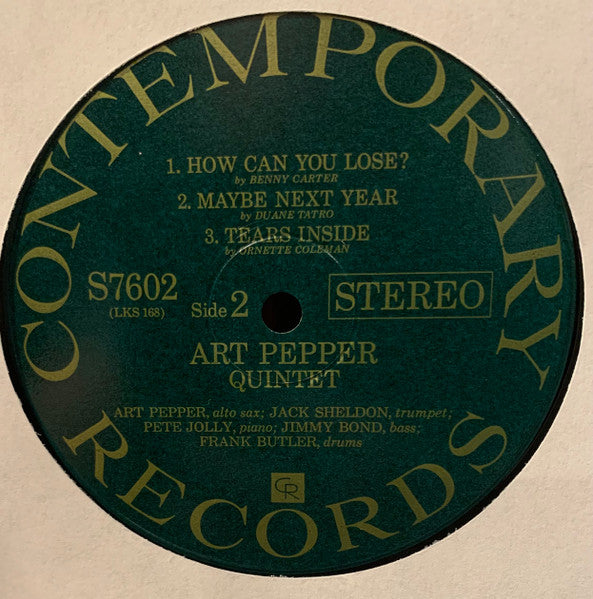 CONTEMPORARY
1. HOW CAN YOU LOSE?
by BENNY CARTER
2. MAYBE NEXT YEAR
by DUANE TATRO
3. TEARS INSIDE
by ORNETTE COLEMAN
S7602
(LKS 168)
Side 2
STEREO
ART PEPPER
QUINTET
ART PEPPER, alto sax; JACK SHELDON, trumpet;
PETE JOLLY, piano; JIMMY BOND, bass;
FRANK BUTLER, drums
CR
RECORDS